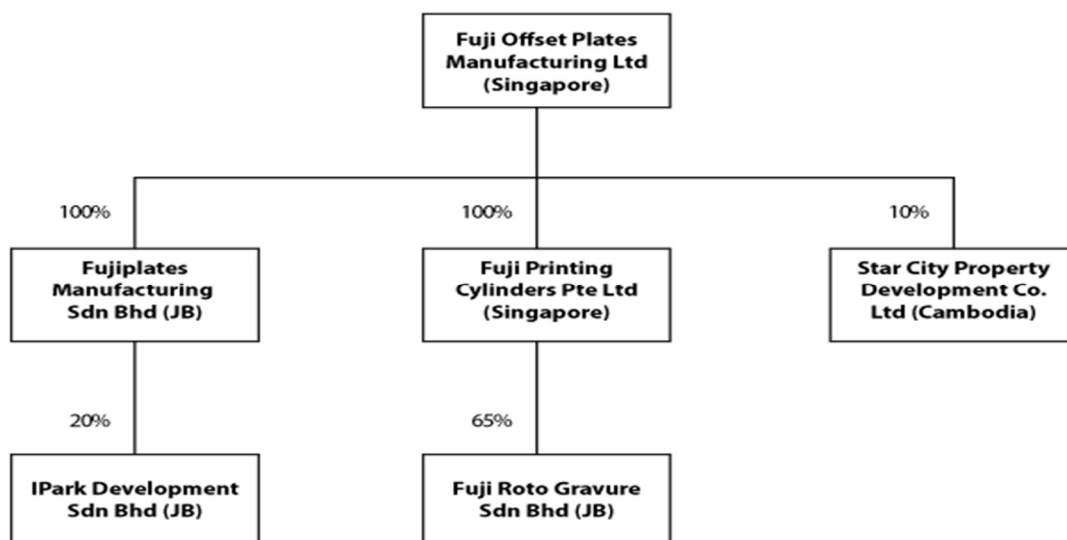 Fuji Offset Plates
Manufacturing Ltd
(Singapore)
100%
100%
10%
Fujiplates
Manufacturing
Sdn Bhd (JB)
Fuji Printing
Cylinders Pte Ltd
(Singapore)
Star City Property
Development Co.
Ltd (Cambodia)
20%
65%
IPark Development
Sdn Bhd (JB)
Fuji Roto Gravure
Sdn Bhd (JB)